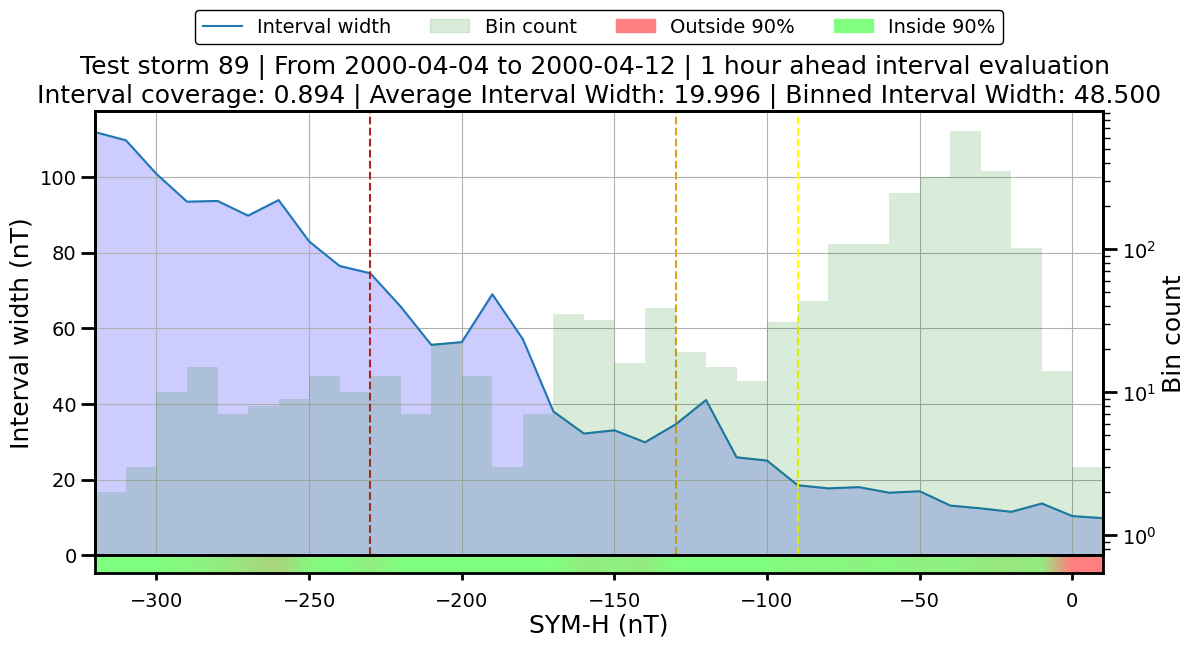 Interval width Bin count Outside 90% Inside 90%
Test storm 89 | From 2000-04-04 to 2000-04-12 | 1 hour ahead interval evaluation
Interval coverage: 0.894 | Average Interval Width: 19.996 | Binned Interval Width: 48.500
Interval width (nT)
100
80
60
40
20
0
10²
10¹
10⁰
Bin count
−300 −250 −200 −150 −100 −50 0
SYM-H (nT)